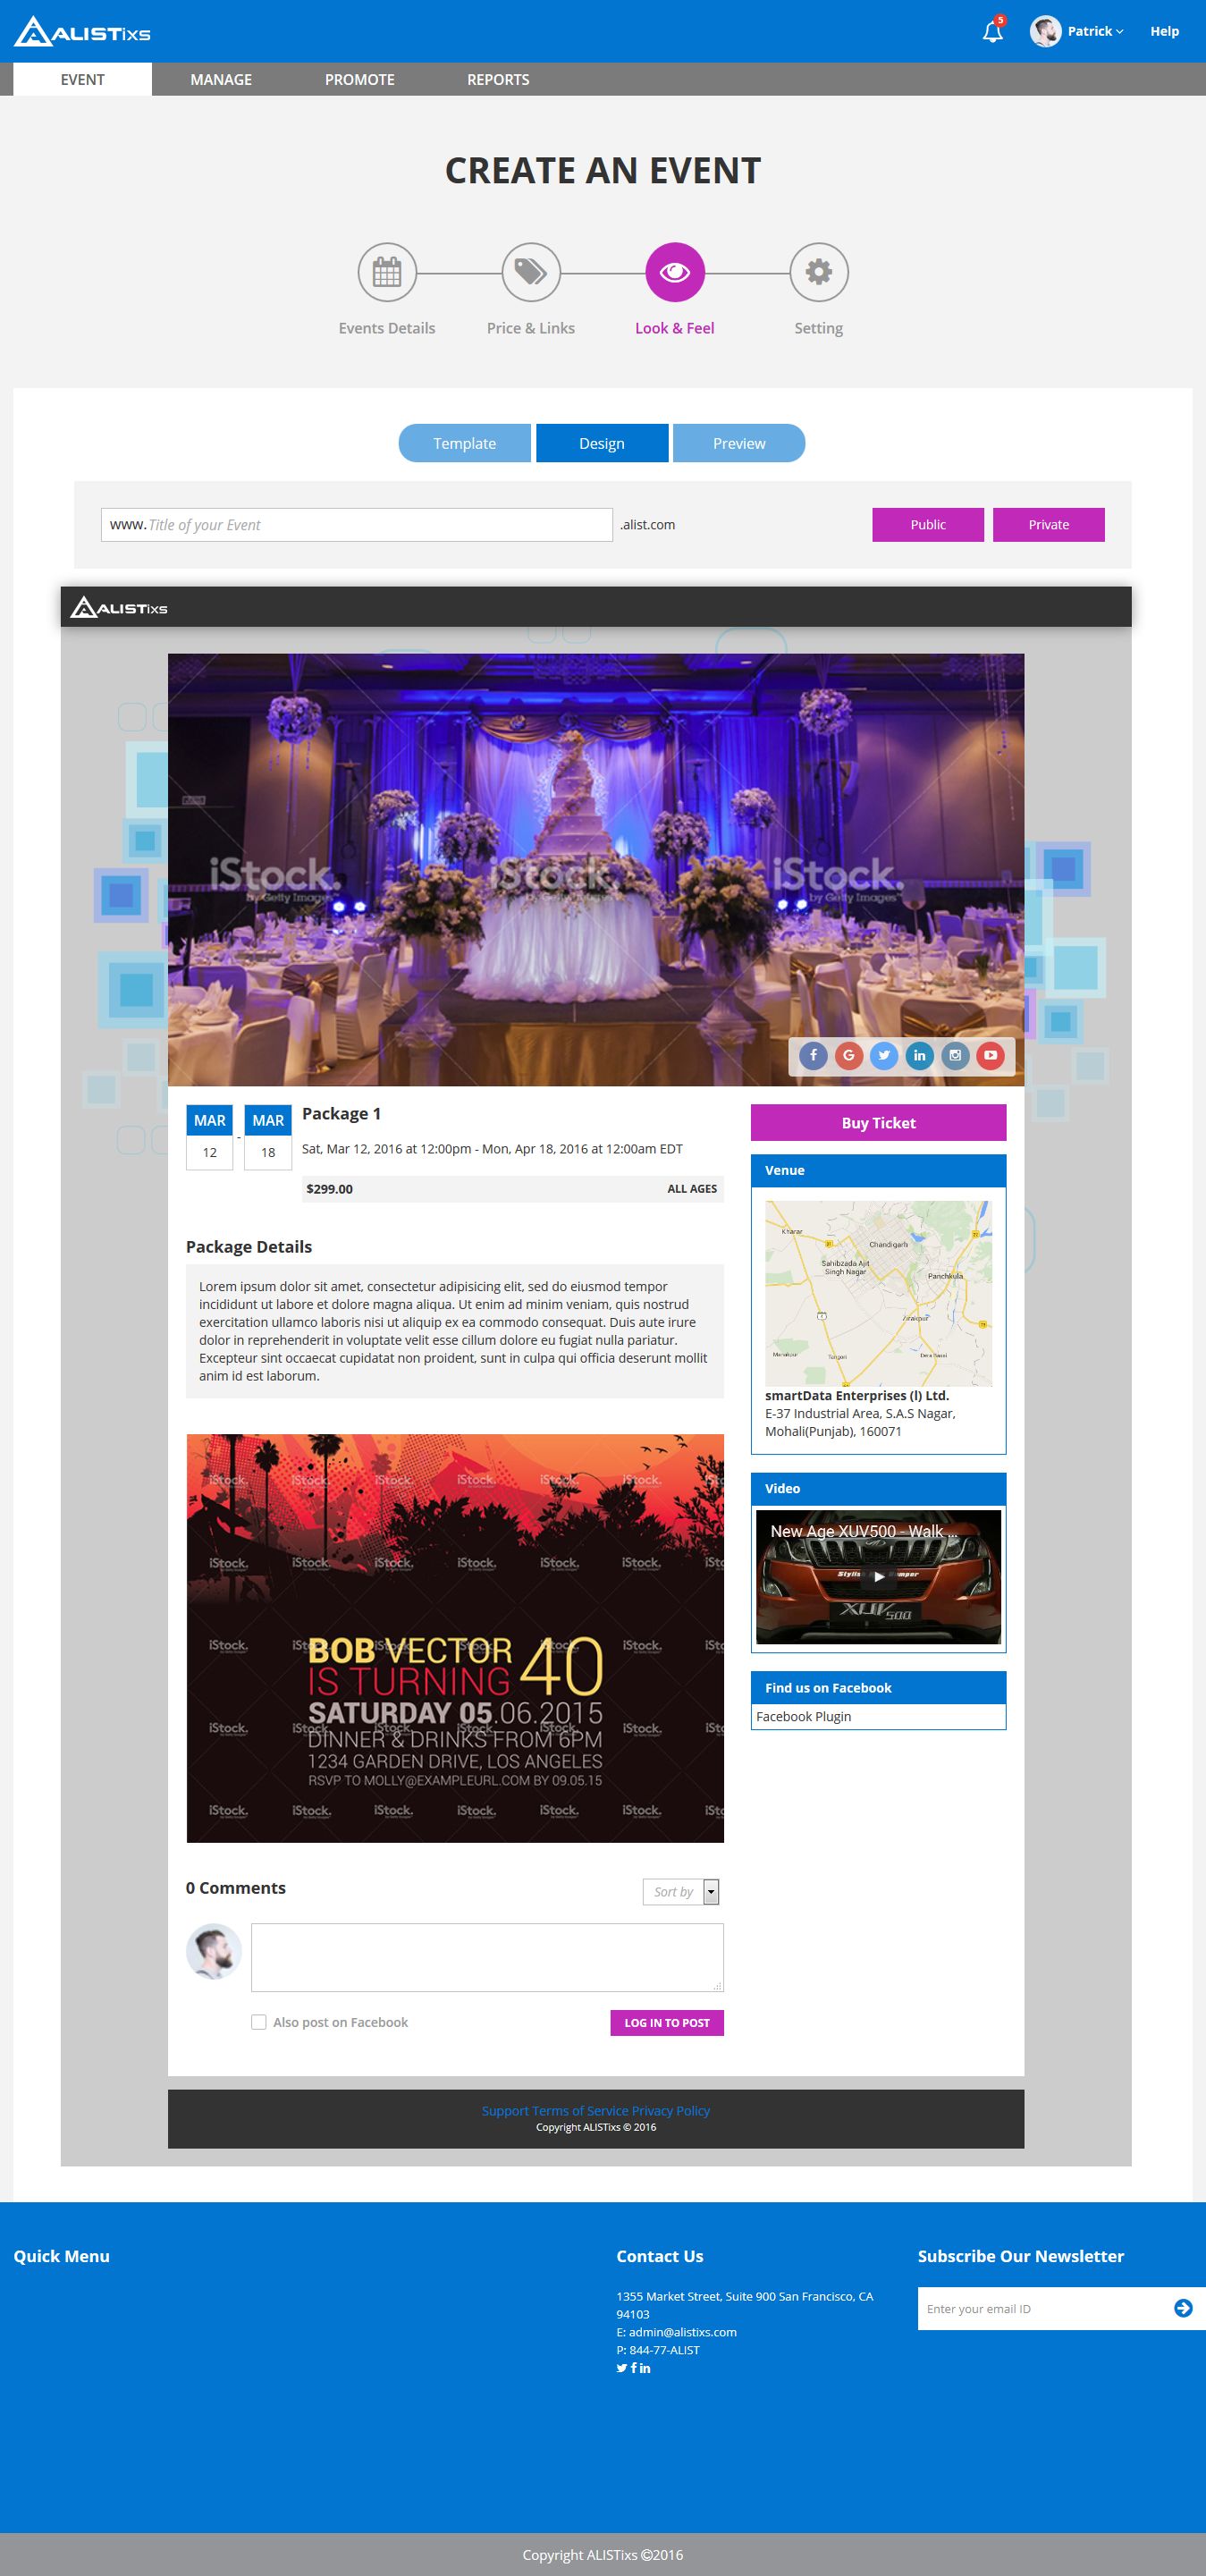 ALISTixs
5
Patrick
Help
EVENT
MANAGE
PROMOTE
REPORTS
CREATE AN EVENT
Events Details
Price & Links
Look & Feel
Setting
Template
Design
Preview
www. Title of your Event
.alist.com
Public
Private
ALISTixs
iStock.
by Getty Images
iStock.
by Getty Images
iStock.
by Getty Images
MAR
12
-
MAR
18
Package 1
Sat, Mar 12, 2016 at 12:00pm - Mon, Apr 18, 2016 at 12:00am EDT
$299.00
ALL AGES
Package Details
Lorem ipsum dolor sit amet, consectetur adipisicing elit, sed do eiusmod tempor
incididunt ut labore et dolore magna aliqua. Ut enim ad minim veniam, quis nostrud
exercitation ullamco laboris nisi ut aliquip ex ea commodo consequat. Duis aute irure
dolor in reprehenderit in voluptate velit esse cillum dolore eu fugiat nulla pariatur.
Excepteur sint occaecat cupidatat non proident, sunt in culpa qui officia deserunt mollit
anim id est laborum.
BOB VECTOR
IS TURNING 40
SATURDAY 05.06.2015
DINNER & DRINKS FROM 6PM
1234 GARDEN DRIVE, LOS ANGELES
RSVP TO MOLLY@EXAMPLEURL.COM BY 09.05.15
0 Comments
Sort by
Also post on Facebook
LOG IN TO POST
Buy Ticket
Venue
Kharar
Chandigarh
Sahibzada Ajit
Singh Nagar
Panchkula
Zirakpur
Dera Bassi
smartData Enterprises (I) Ltd.
E-37 Industrial Area, S.A.S Nagar,
Mohali(Punjab), 160071
Video
New Age XUV500 - Walk ...
XUV 500
Find us on Facebook
Facebook Plugin
Support Terms of Service Privacy Policy
Copyright ALISTixs © 2016
Quick Menu
Contact Us
1355 Market Street, Suite 900 San Francisco, CA
94103
E: admin@alistixs.com
P: 844-77-ALIST
Subscribe Our Newsletter
Enter your email ID
Copyright ALISTixs ©2016